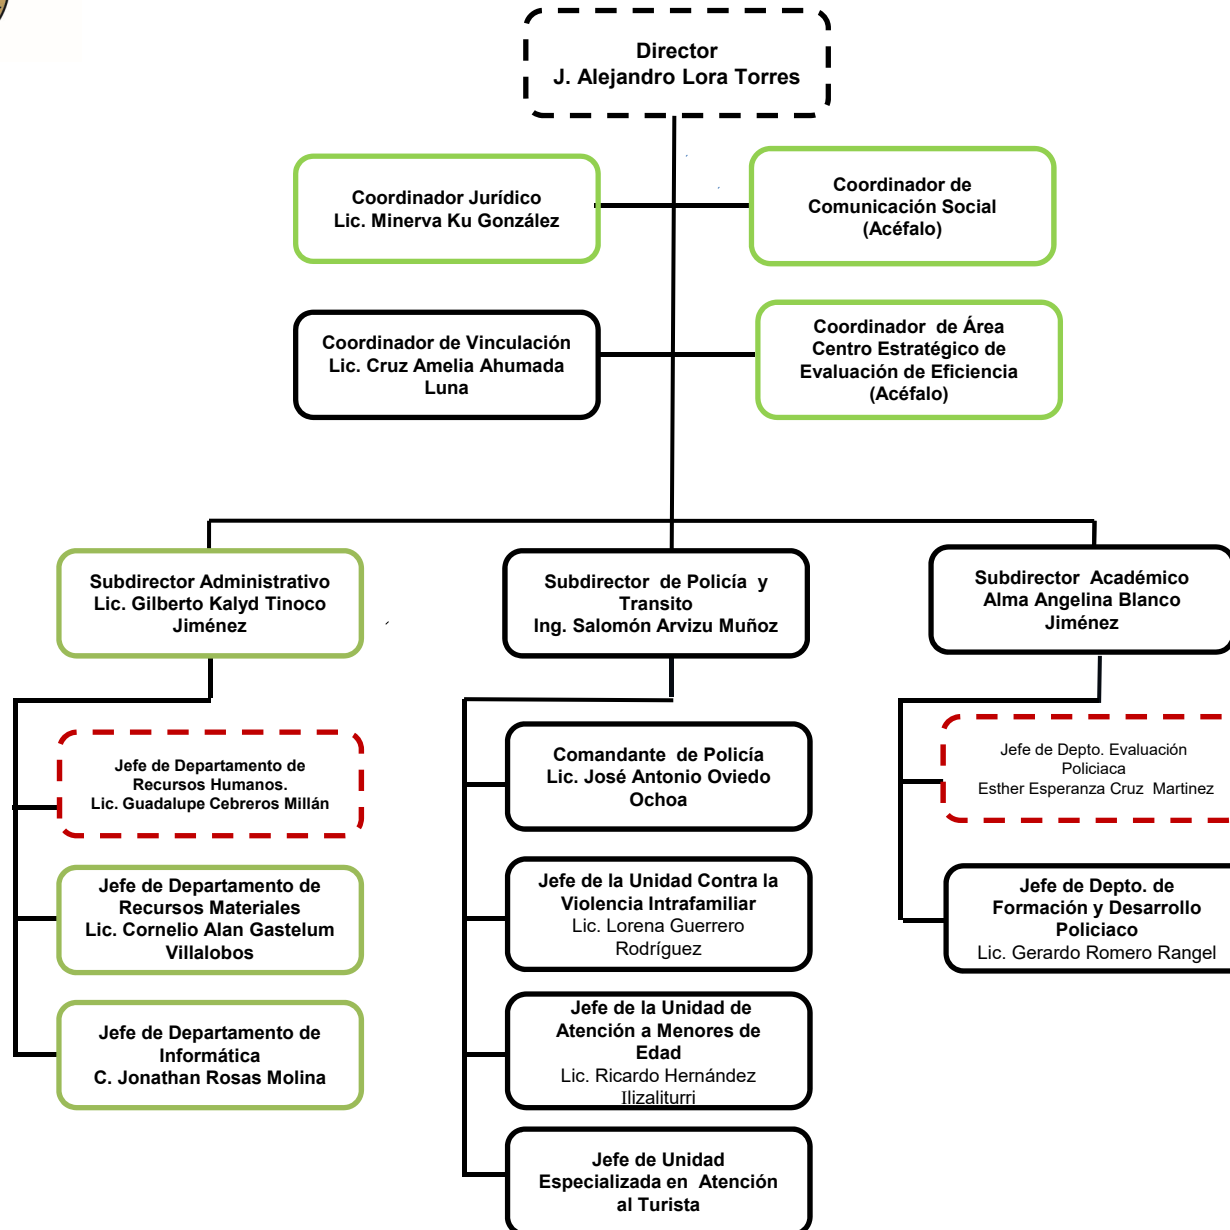 Director
J. Alejandro Lora Torres
Coordinador Jurídico
Lic. Minerva Ku González
Coordinador de
Comunicación Social
(Acéfalo)
Coordinador de Vinculación
Lic. Cruz Amelia Ahumada
Luna
Coordinador de Área
Centro Estratégico de
Evaluación de Eficiencia
(Acéfalo)
Subdirector Administrativo
Lic. Gilberto Kalyd Tinoco
Jiménez
Subdirector de Policía y
Transito
Ing. Salomón Arvizu Muñoz
Subdirector Académico
Alma Angelina Blanco
Jiménez
Jefe de Departamento de
Recursos Humanos.
Lic. Guadalupe Cebreros Millán
Jefe de Departamento de
Recursos Materiales
Lic. Cornelio Alan Gastelum
Villalobos
Jefe de Departamento de
Informática
C. Jonathan Rosas Molina
Comandante de Policía
Lic. José Antonio Oviedo
Ochoa
Jefe de la Unidad Contra la
Violencia Intrafamiliar
Lic. Lorena Guerrero
Rodríguez
Jefe de la Unidad de
Atención a Menores de
Edad
Lic. Ricardo Hernández
Ilizaliturri
Jefe de Unidad
Especializada en Atención
al Turista
Jefe de Depto. Evaluación
Policiaca
Esther Esperanza Cruz Martinez
Jefe de Depto. de
Formación y Desarrollo
Policiaco
Lic. Gerardo Romero Rangel